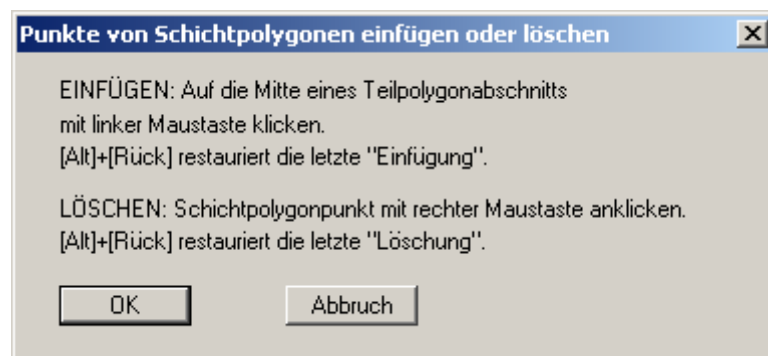 Punkte von Schichtpolygonen einfügen oder löschen
EINFÜGEN: Auf die Mitte eines Teilpolygonabschnitts
mit linker Maustaste klicken.
[Alt]+[Rück] restauriert die letzte "Einfügung".
LÖSCHEN: Schichtpolygonpunkt mit rechter Maustaste anklicken.
[Alt]+[Rück] restauriert die letzte "Löschung".
OK Abbruch